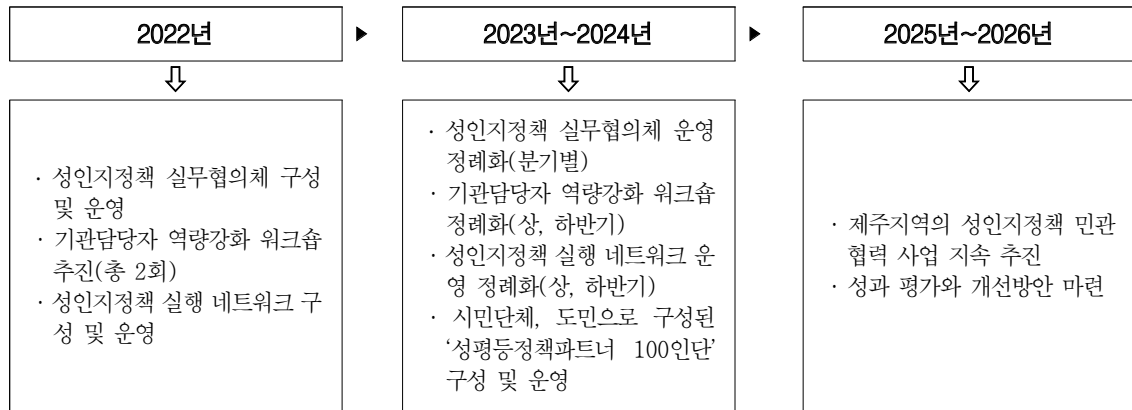 2022년
▶
2023년~2024년
▶
2025년~2026년
· 성인지정책 실무협의체 구성
및 운영
· 기관담당자 역량강화 워크숍
추진(총 2회)
· 성인지정책 실행 네트워크 구
성 및 운영
· 성인지정책 실무협의체 운영
정례화(분기별)
· 기관담당자 역량강화 워크숍
정례화(상, 하반기)
· 성인지정책 실행 네트워크 운
영 정례화(상, 하반기)
· 시민단체, 도민으로 구성된
‘성평등정책파트너 100인단’
구성 및 운영
· 제주지역의 성인지정책 민관
협력 사업 지속 추진
· 성과 평가와 개선방안 마련